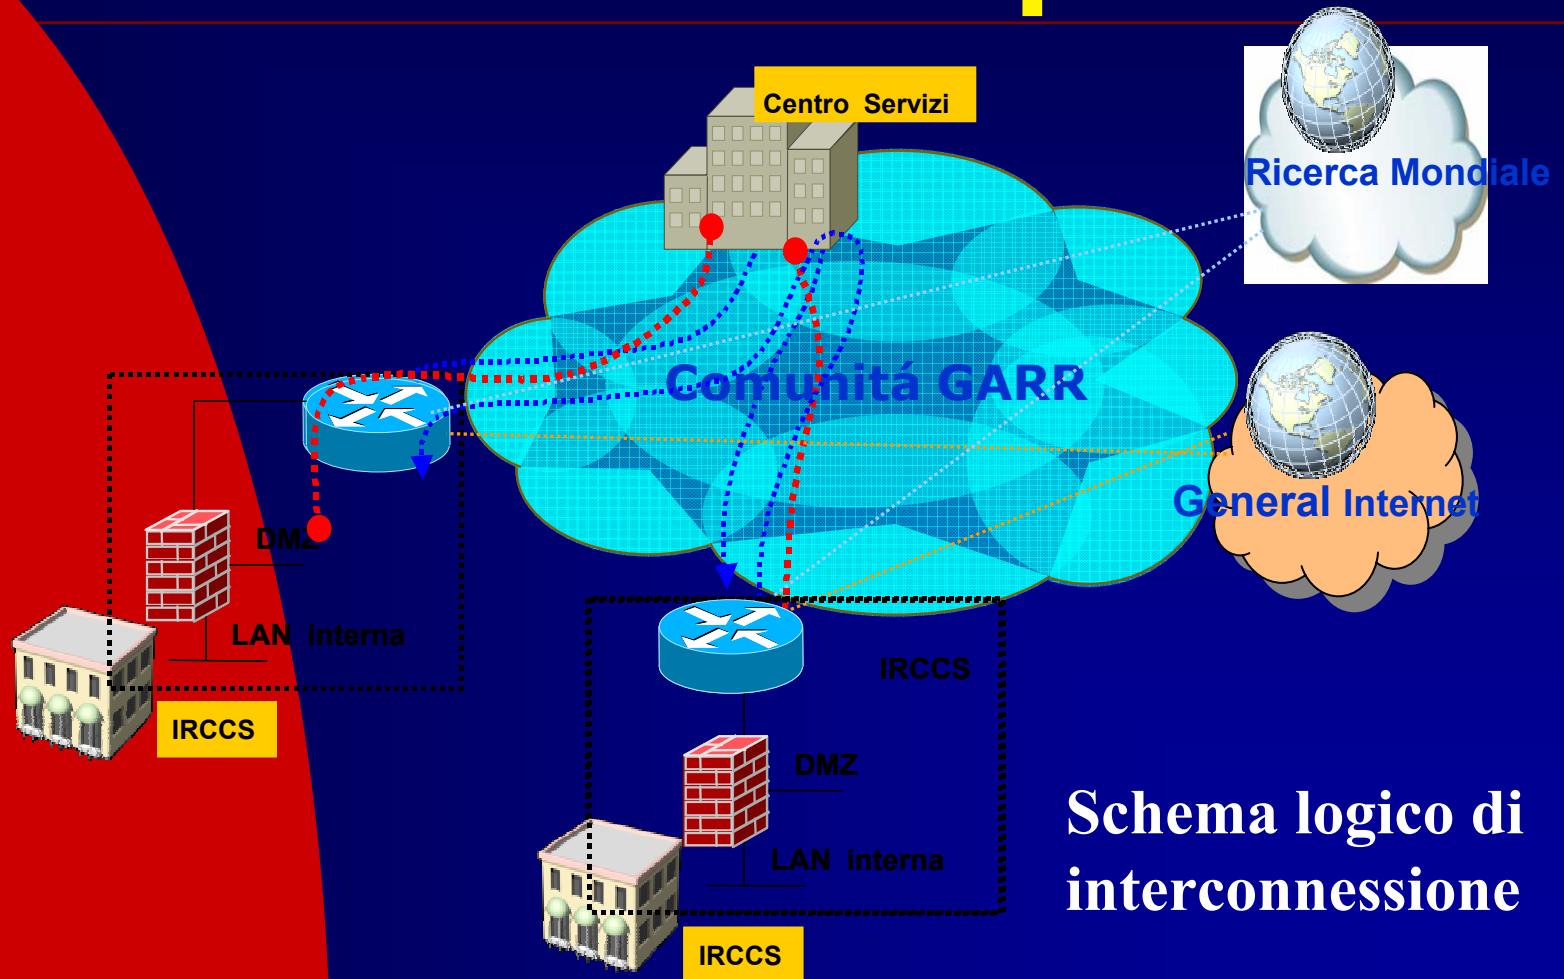 Centro Servizi
Ricerca Mondiale
Comunitá GARR
General Internet
DMZ
LAN interna
IRCCS
IRCCS
DMZ
LAN interna
IRCCS
Schema logico di
interconnessione